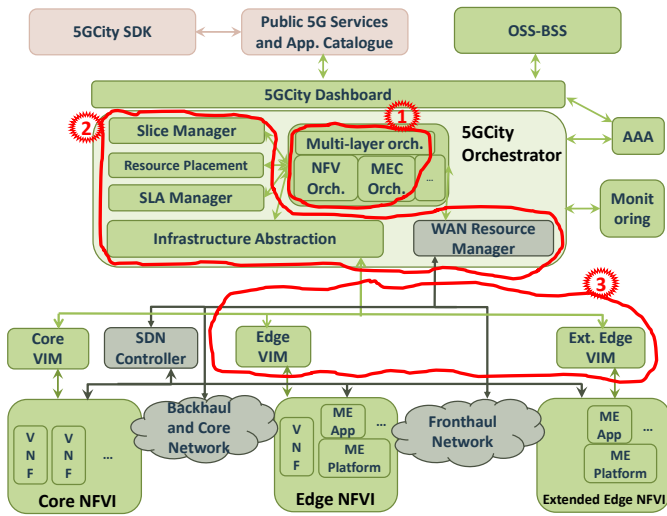 5GCity SDK
Public 5G Services
and App. Catalogue
OSS-BSS
5GCity Dashboard
1
2
Slice Manager
Multi-layer orch.
5GCity
Orchestrator
AAA
Resource Placement
NFV
Orch.
MEC
Orch.
...
SLA Manager
Monit
oring
Infrastructure Abstraction
WAN Resource
Manager
3
Core
VIM
SDN
Controller
Edge
VIM
Ext. Edge
VIM
Backhaul
and Core
Network
Fronthaul
Network
V
N
F
V
N
F
...
Core NFVI
V
N
F
ME
App
...
ME
Platform
Edge NFVI
ME
App
...
ME
Platform
Extended Edge NFVI